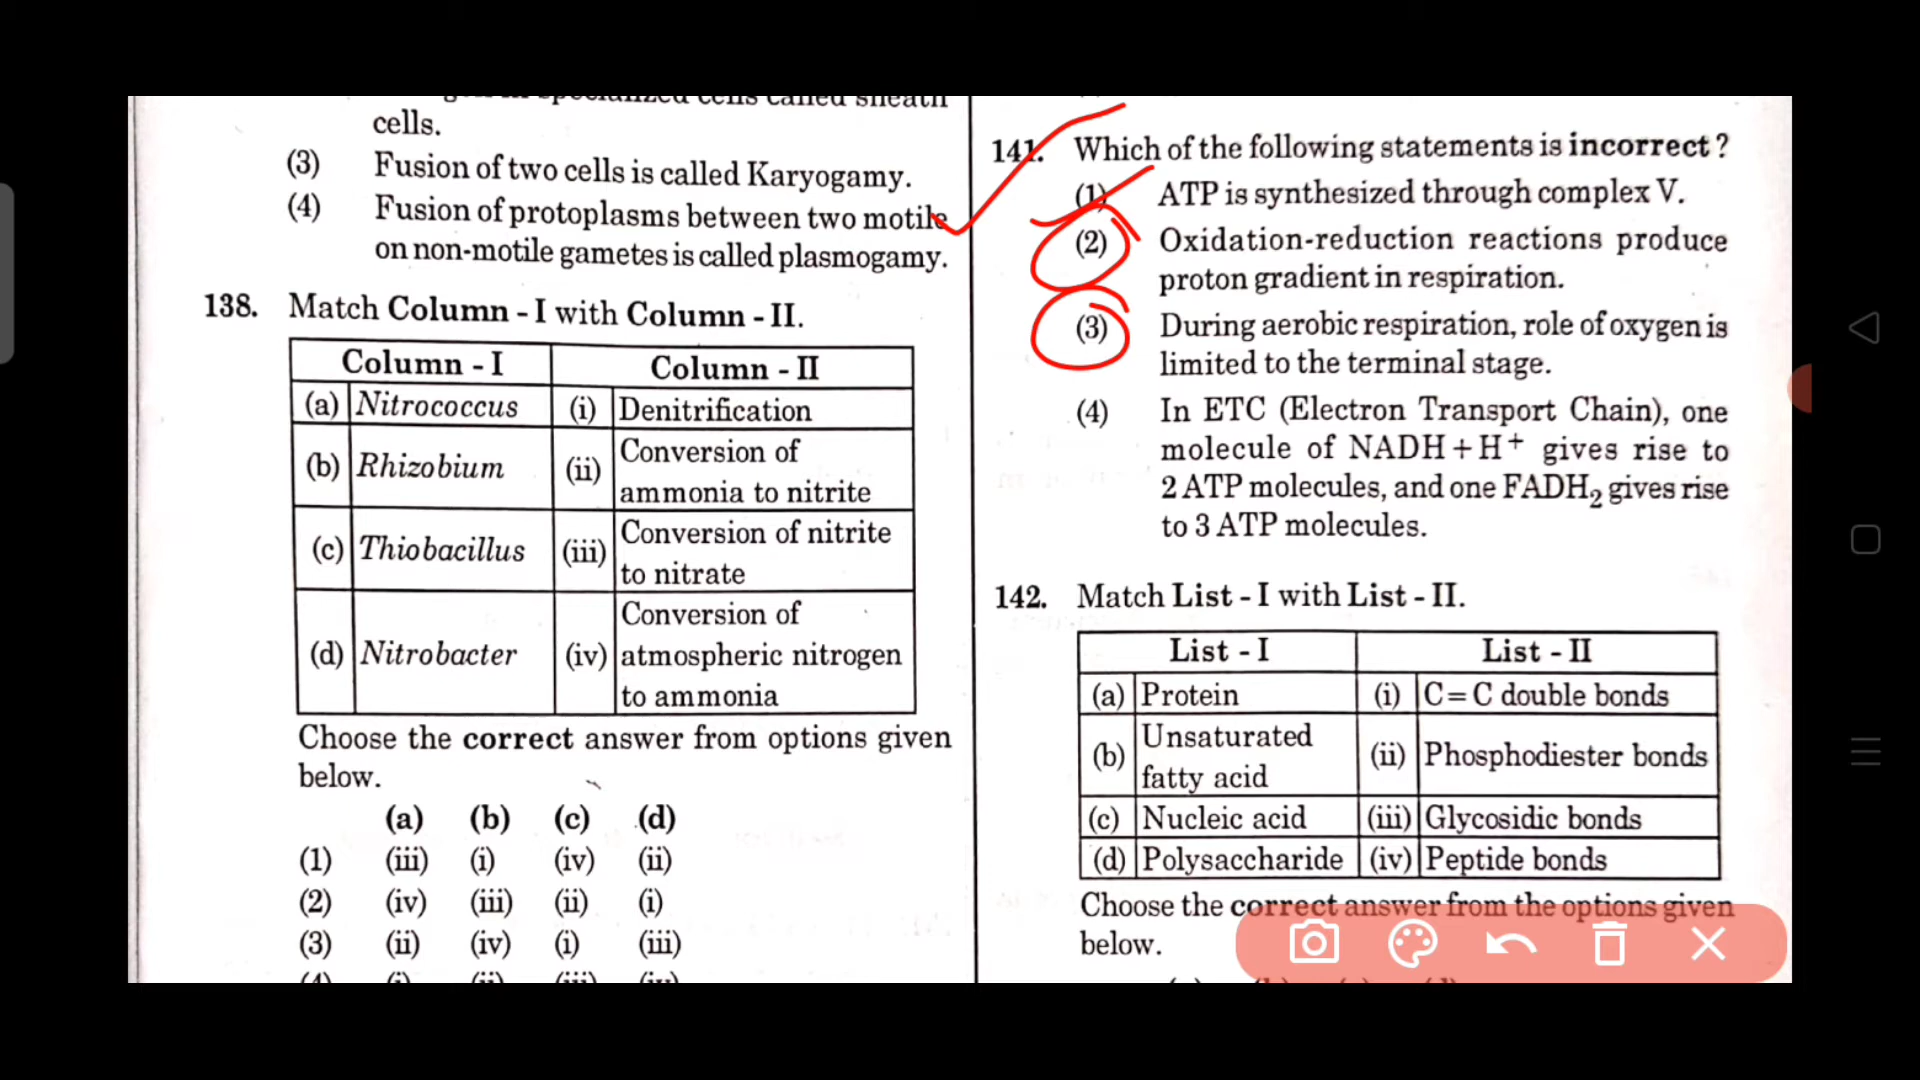 cells.
(3) Fusion of two cells is called Karyogamy.
(4) Fusion of protoplasms between two motile
on non-motile gametes is called plasmogamy.
138. Match Column - I with Column - II.
Column - I Column - II
(a) Nitrococcus (i) Denitrification
(b) Rhizobium (ii) Conversion of
ammonia to nitrite
(c) Thiobacillus (iii) Conversion of nitrite
to nitrate
(d) Nitrobacter (iv) Conversion of
atmospheric nitrogen
to ammonia
Choose the correct answer from options given
below.
(a) (b) (c) (d)
(1) (iii) (i) (iv) (ii)
(2) (iv) (iii) (ii) (i)
(3) (ii) (iv) (i) (iii)
141. Which of the following statements is incorrect ?
(1) ATP is synthesized through complex V.
(2) Oxidation-reduction reactions produce
proton gradient in respiration.
(3) During aerobic respiration, role of oxygen is
limited to the terminal stage.
(4) In ETC (Electron Transport Chain), one
molecule of NADH+H⁺ gives rise to
2 ATP molecules, and one FADH₂ gives rise
to 3 ATP molecules.
142. Match List - I with List - II.
List - I List - II
(a) Protein (i) C=C double bonds
(b) Unsaturated
fatty acid (ii) Phosphodiester bonds
(c) Nucleic acid (iii) Glycosidic bonds
(d) Polysaccharide (iv) Peptide bonds
Choose the correct answer from the options given
below.